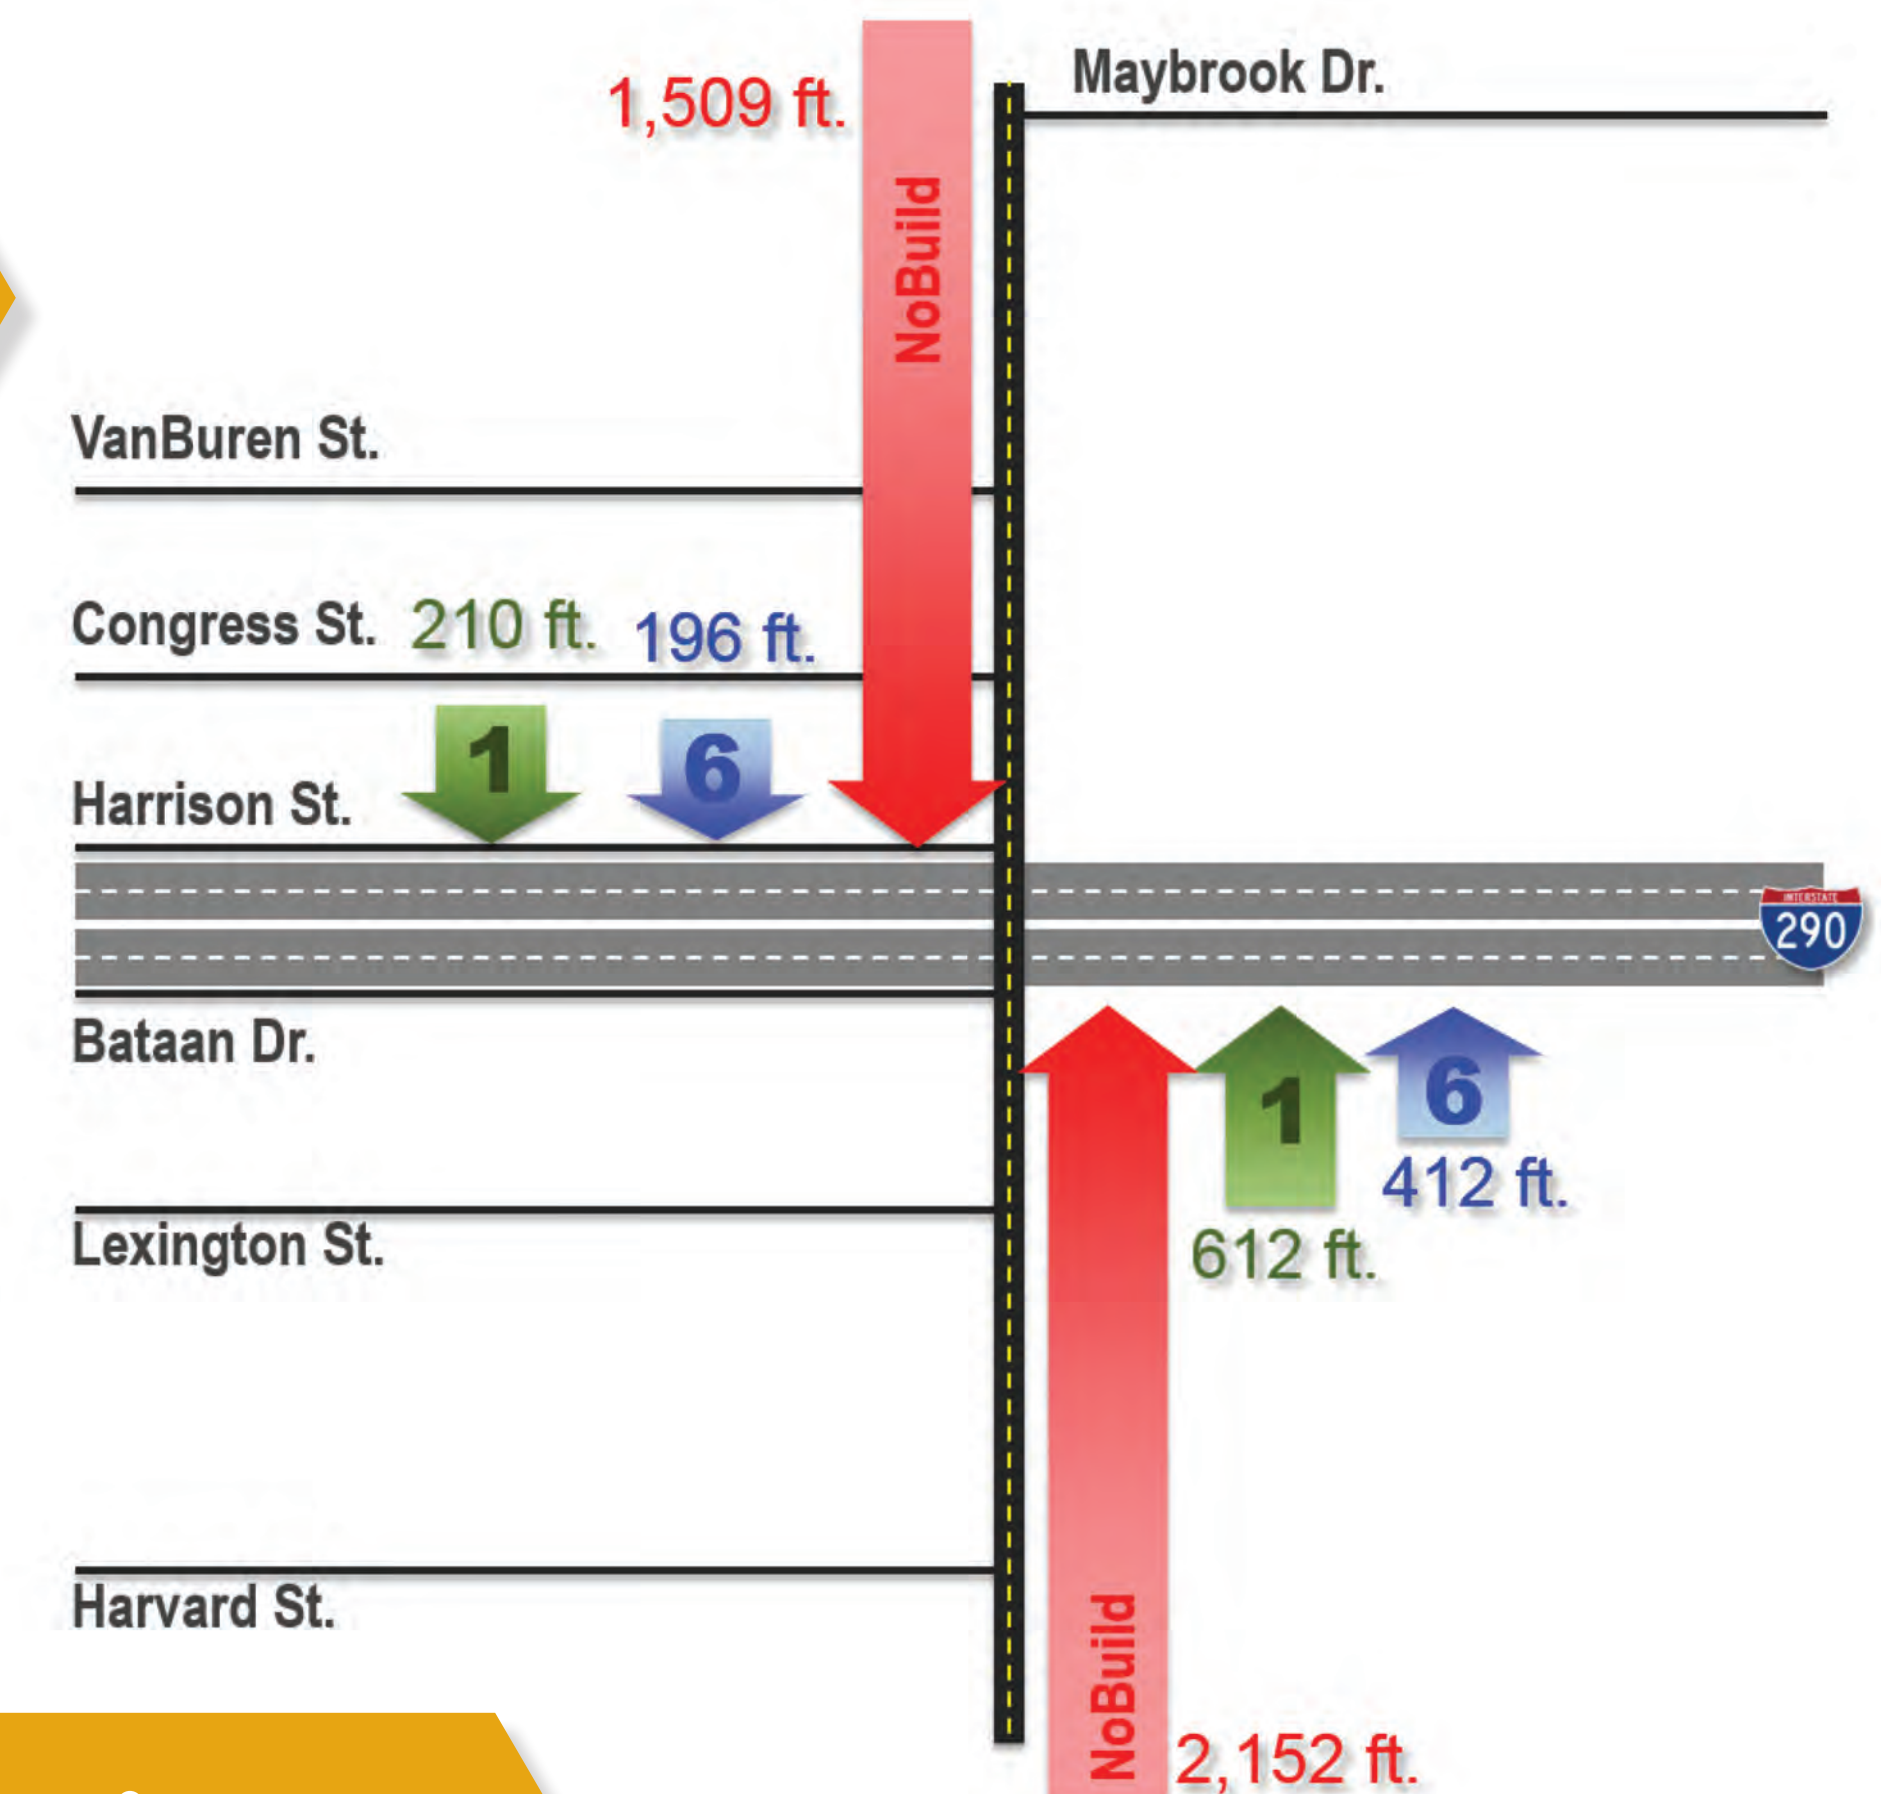 Maybrook Dr.
1,509 ft.
NoBuild
VanBuren St.
Congress St. 210 ft. 196 ft.
1 6
Harrison St.
INTERSTATE
290
Bataan Dr.
1 6
412 ft.
Lexington St.
612 ft.
Harvard St.
NoBuild
2,152 ft.